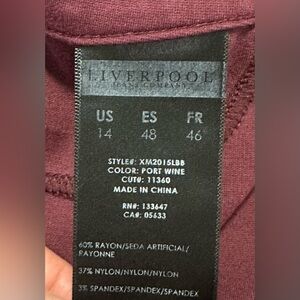 LIVERPOOL
JEANS COMPANY
US ES FR
14 48 46
STYLE#: XM2015LBB
COLOR: PORT WINE
CUT#: 11360
MADE IN CHINA
RN#: 133647
CA#: 05633
60% RAYON/SEDA ARTIFICIAL/
RAYONNE
37% NYLON/NYLON/NYLON
3% SPANDEX/SPANDEX/SPANDEX